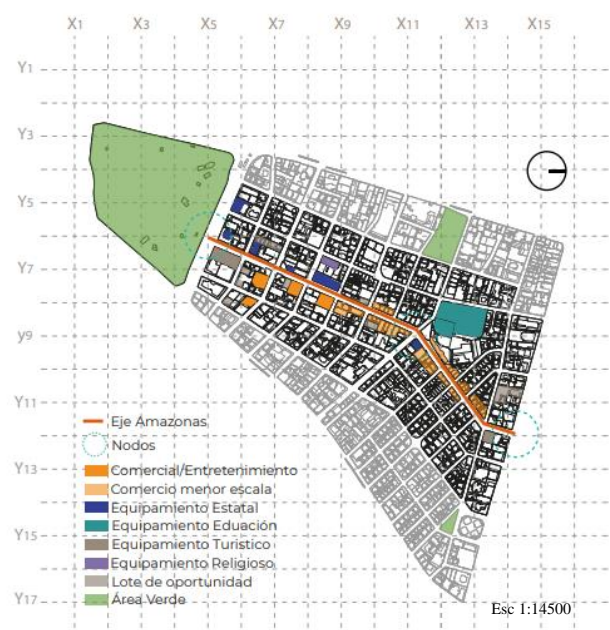 X1 X3 X5 X7 X9 X11 X13 X15
Y1
Y3
Y5
Y7
y9
Y11
Eje Amazonas
Nodos
Y13
Comercial/Entretenimiento
Comercio menor escala
Equipamiento Estatal
Y15
Equipamiento Eduación
Equipamiento Turistico
Equipamiento Religioso
Lote de oportunidad
Área Verde
Y17
Esc 1:14500